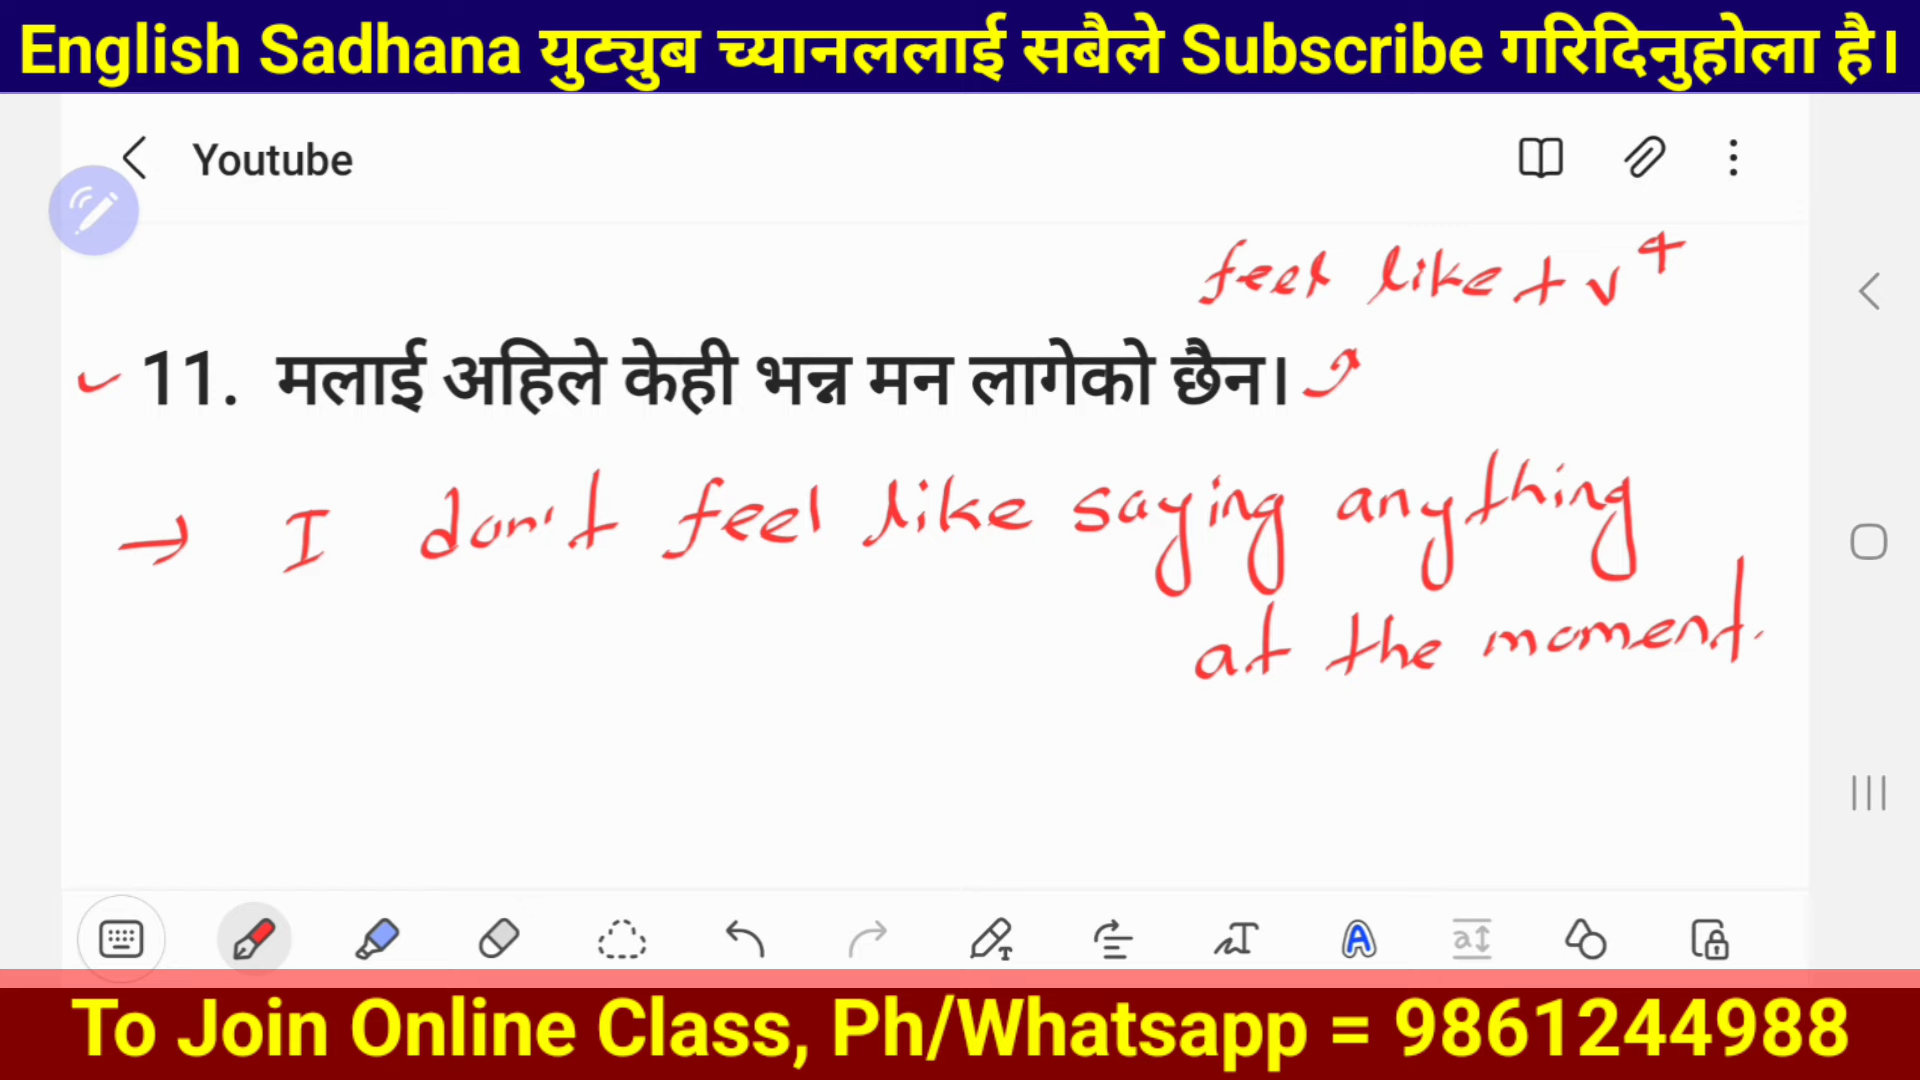 English Sadhana युट्युब च्यानललाई सबैले Subscribe गरिदिनुहोला है।
Youtube
feel like + v⁴
11. मलाई अहिले केही भन्न मन लागेको छैन।
→ I don't feel like saying anything
at the moment.
To Join Online Class, Ph/Whatsapp = 9861244988